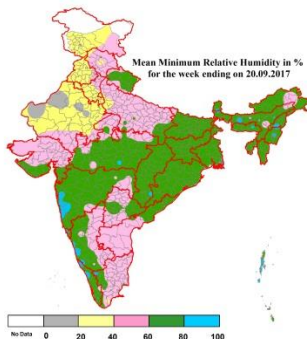 Mean Minimum Relative Humidity in %
for the week ending on 20.09.2017
No Data 0 20 40 60 80 100